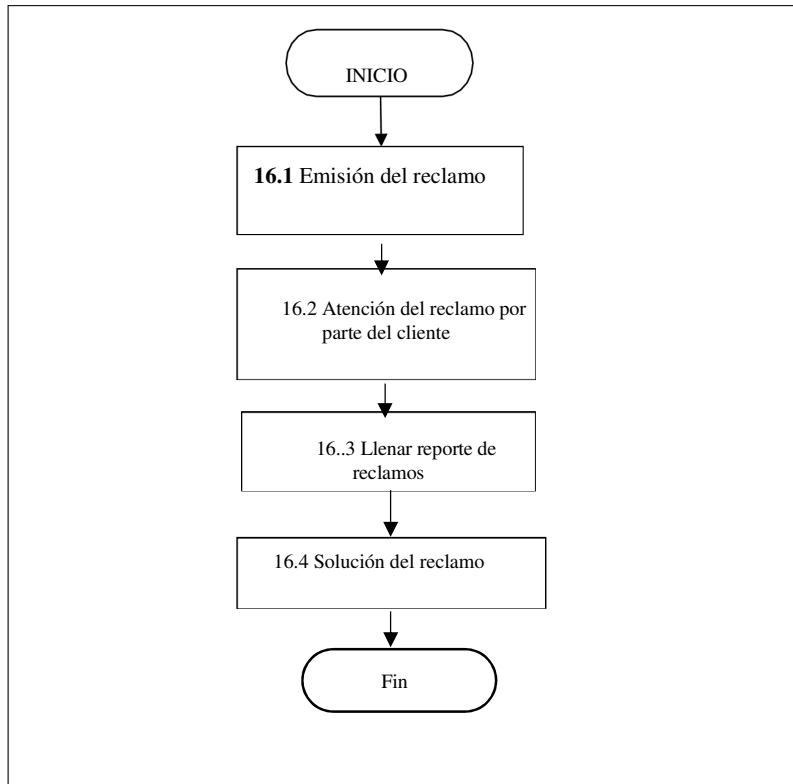 INICIO
16.1 Emisión del reclamo
16.2 Atención del reclamo por
parte del cliente
16..3 Llenar reporte de
reclamos
16.4 Solución del reclamo
Fin